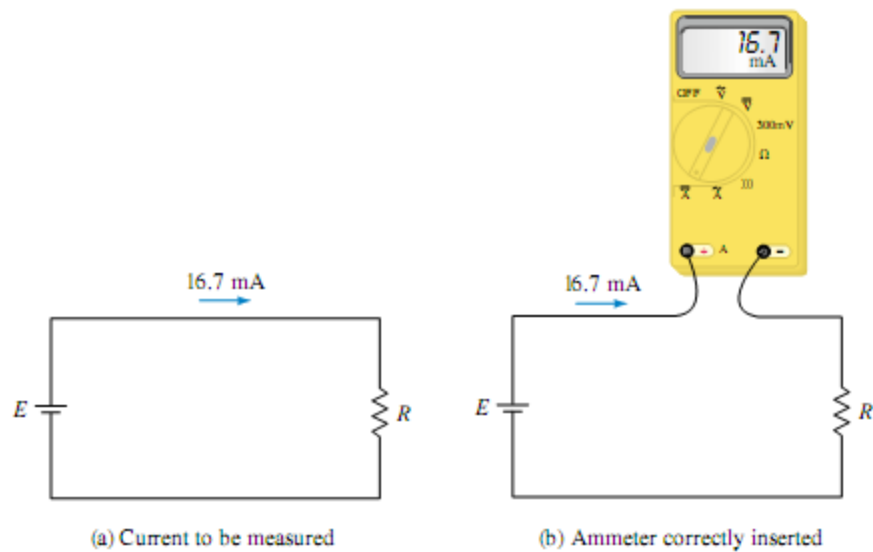 16.7
mA
OFF
300mV
Ω
)))
A
+
-
16.7 mA
E
R
16.7 mA
E
R
(a) Current to be measured
(b) Ammeter correctly inserted